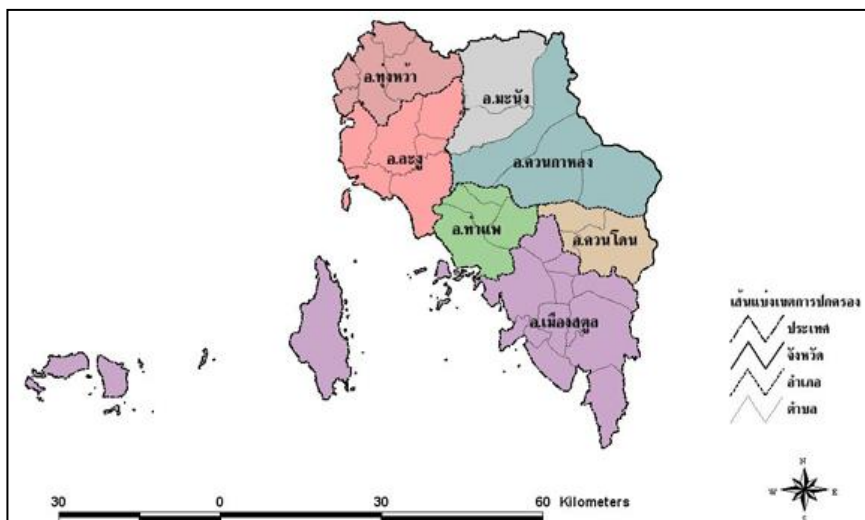 อ.ทุ่งหว้า
อ.มะนัง
อ.ละงู
อ.ควนกาหลง
อ.ท่าแพ
อ.ควนโดน
อ.เมืองสตูล
เส้นแบ่งเขตการปกครอง
ประเทศ
จังหวัด
อำเภอ
ตำบล
N
W E
S
30 0 30 60 Kilometers